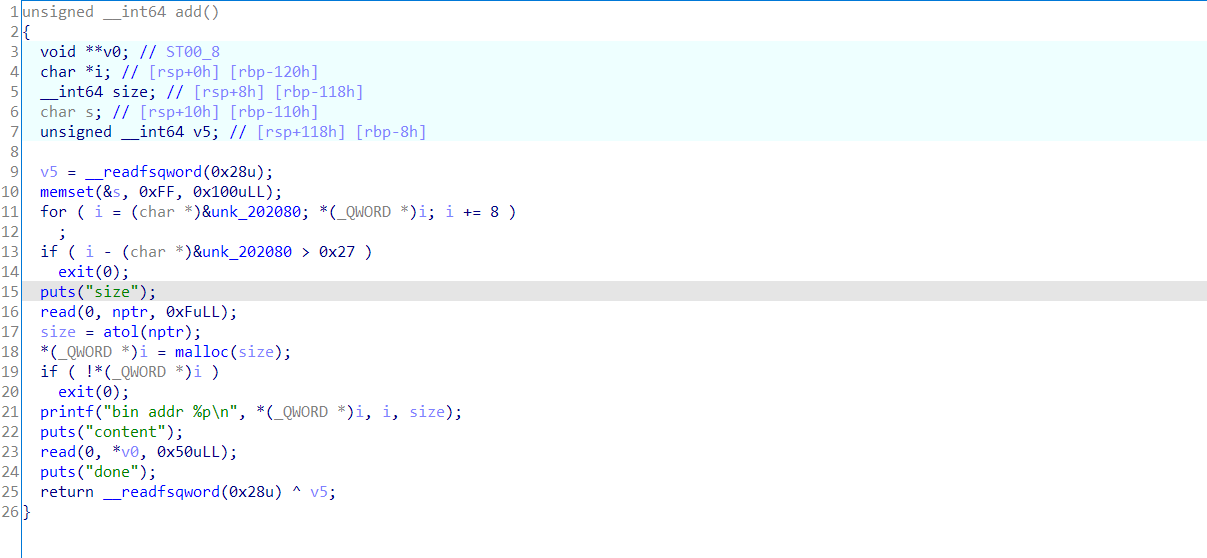 1 unsigned __int64 add()
2 {
3   void **v0; // ST00_8
4   char *i; // [rsp+0h] [rbp-120h]
5   __int64 size; // [rsp+8h] [rbp-118h]
6   char s; // [rsp+10h] [rbp-110h]
7   unsigned __int64 v5; // [rsp+118h] [rbp-8h]
8
9   v5 = __readfsqword(0x28u);
10   memset(&s, 0xFF, 0x100uLL);
11   for ( i = (char *)&unk_202080; *(_QWORD *)i; i += 8 )
12     ;
13   if ( i - (char *)&unk_202080 > 0x27 )
14     exit(0);
15   puts("size");
16   read(0, nptr, 0xFuLL);
17   size = atol(nptr);
18   *(_QWORD *)i = malloc(size);
19   if ( !*(_QWORD *)i )
20     exit(0);
21   printf("bin addr %p\n", *(_QWORD *)i, i, size);
22   puts("content");
23   read(0, *v0, 0x50uLL);
24   puts("done");
25   return __readfsqword(0x28u) ^ v5;
26 }